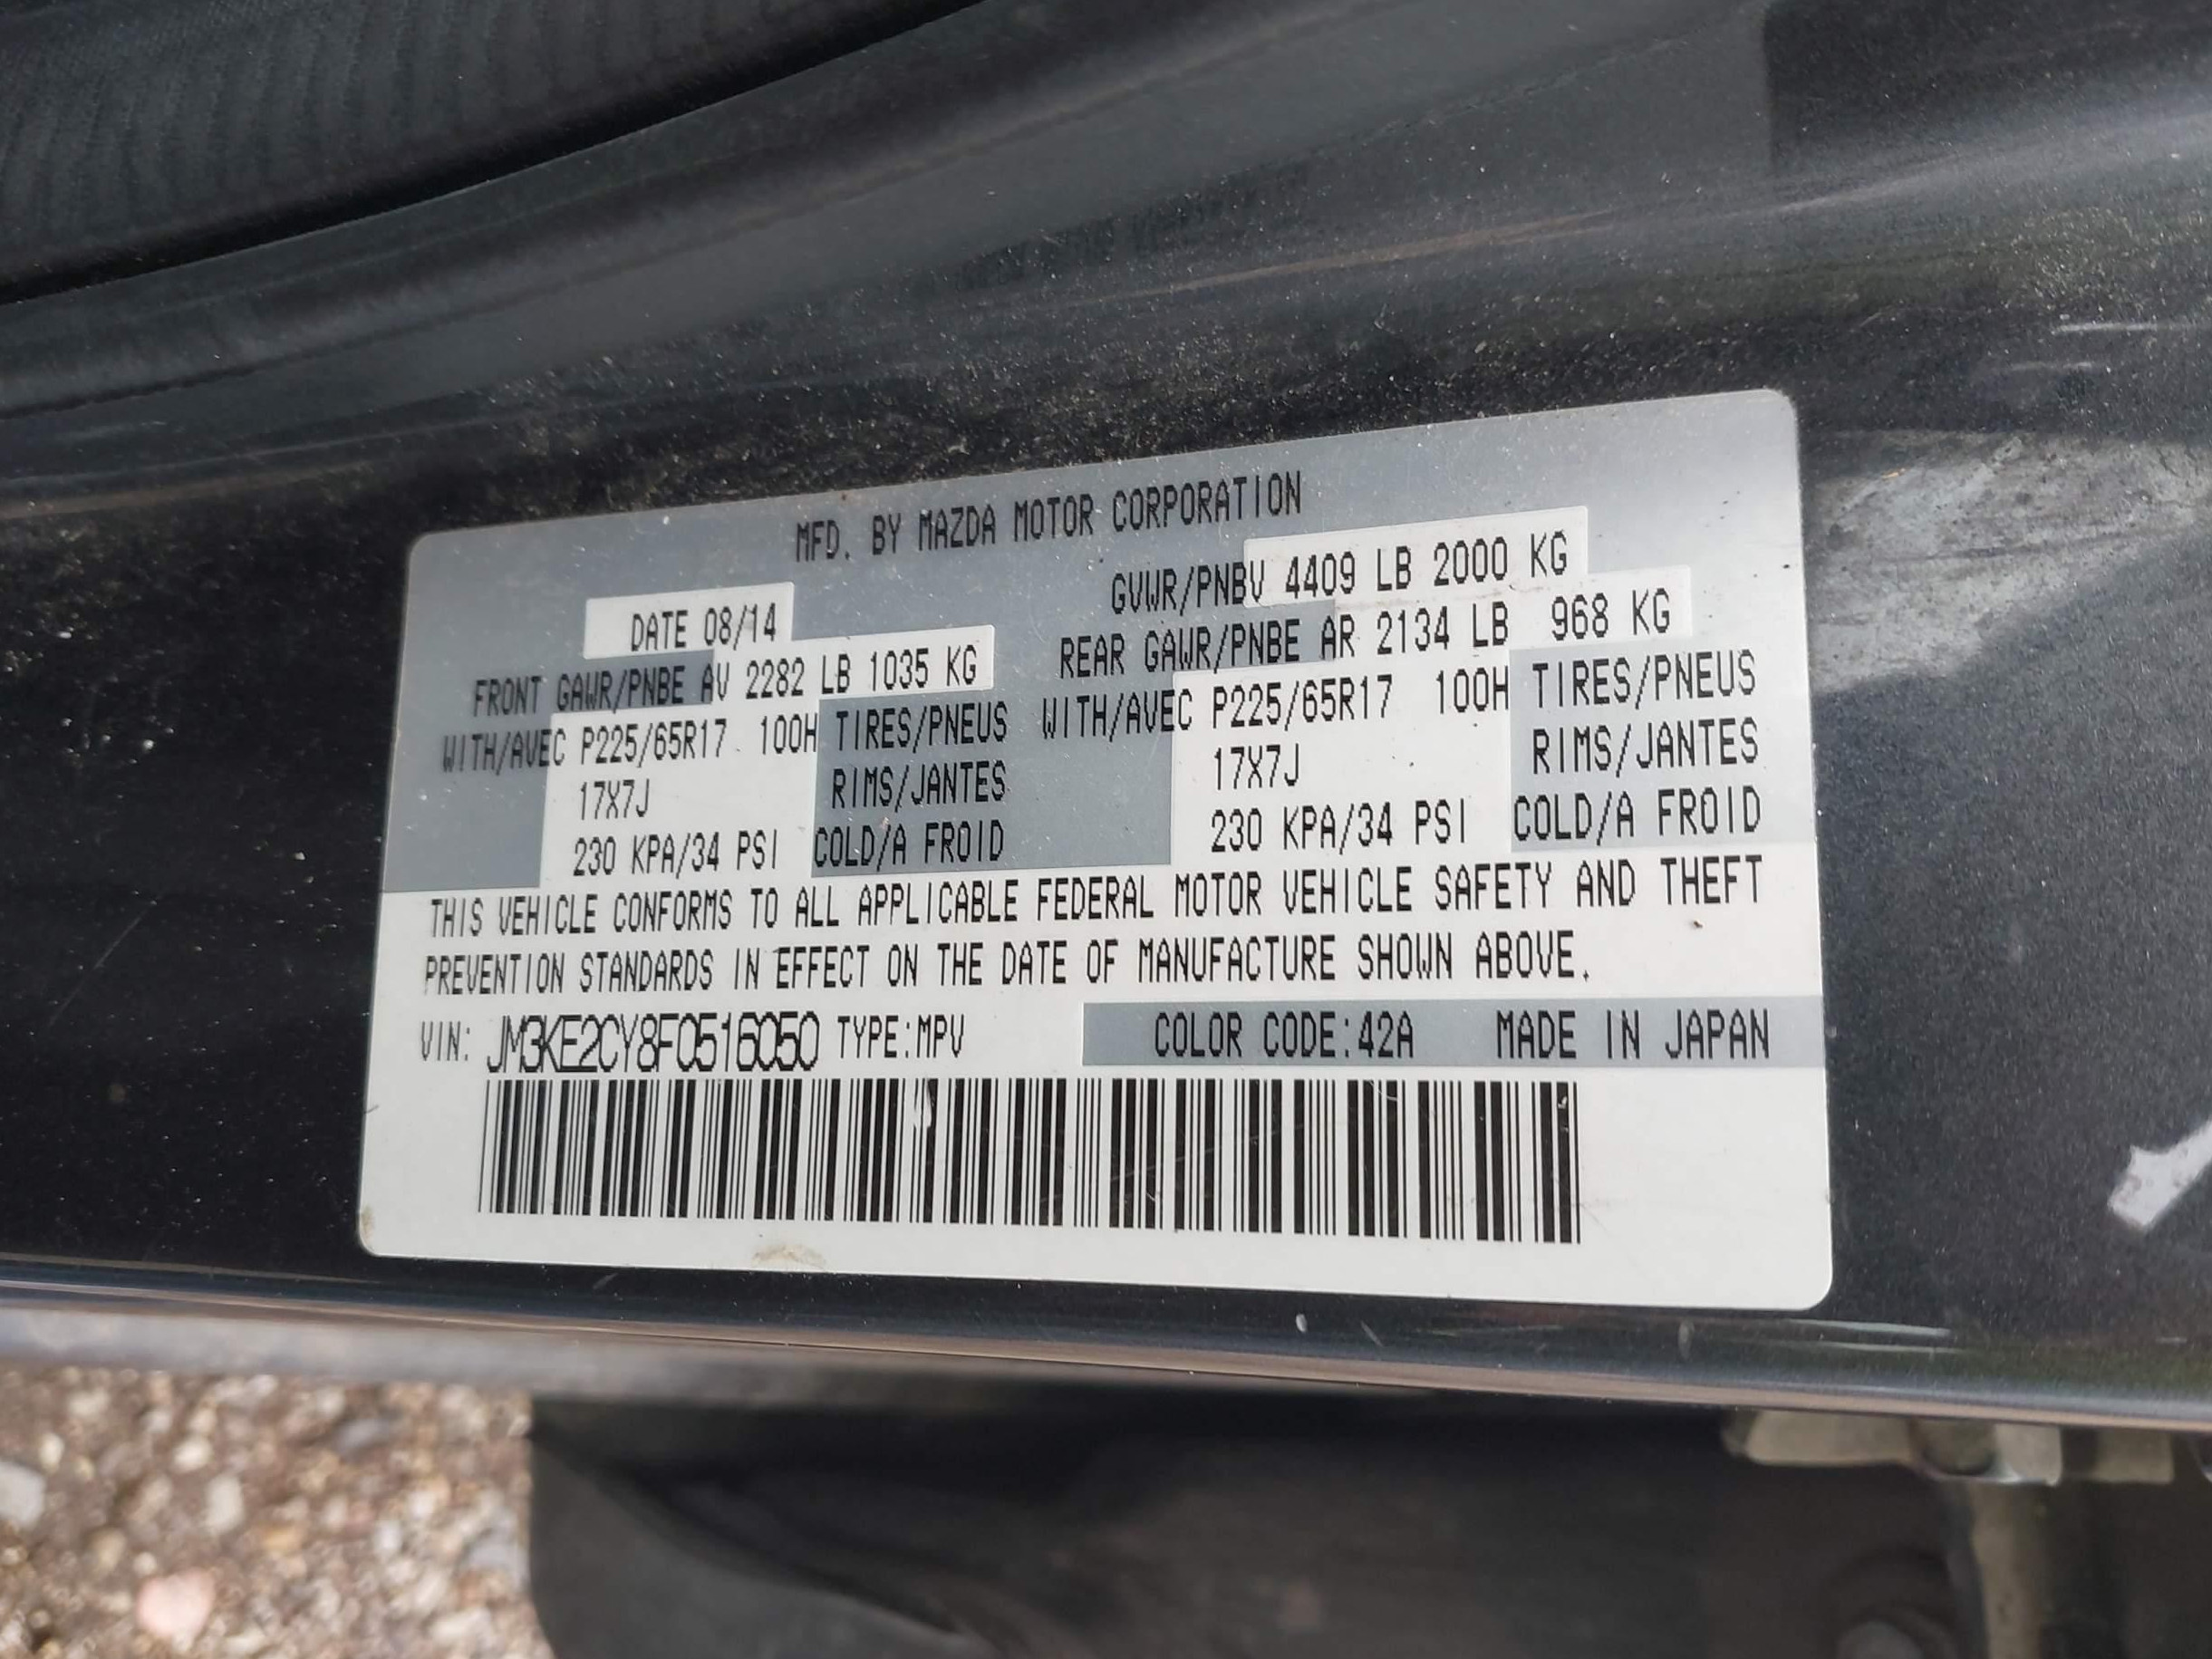 MFD. BY MAZDA MOTOR CORPORATION
DATE 08/14
GVWR/PNBV 4409 LB 2000 KG
FRONT GAWR/PNBE AV 2282 LB 1035 KG
REAR GAWR/PNBE AR 2134 LB 968 KG
WITH/AVEC P225/65R17 100H TIRES/PNEUS
WITH/AVEC P225/65R17 100H TIRES/PNEUS
17X7J RIMS/JANTES
17X7J RIMS/JANTES
230 KPA/34 PSI COLD/A FROID
230 KPA/34 PSI COLD/A FROID
THIS VEHICLE CONFORMS TO ALL APPLICABLE FEDERAL MOTOR VEHICLE SAFETY AND THEFT
PREVENTION STANDARDS IN EFFECT ON THE DATE OF MANUFACTURE SHOWN ABOVE.
VIN: JM3KE2CY8F0516050 TYPE:MPV COLOR CODE:42A MADE IN JAPAN